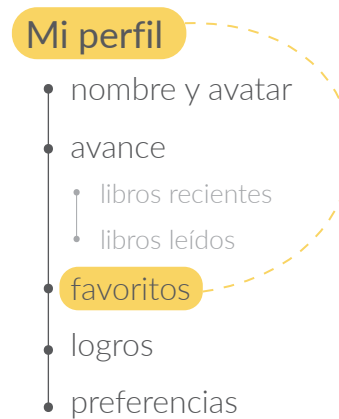 Mi perfil
nombre y avatar
avance
libros recientes
libros leídos
favoritos
logros
preferencias